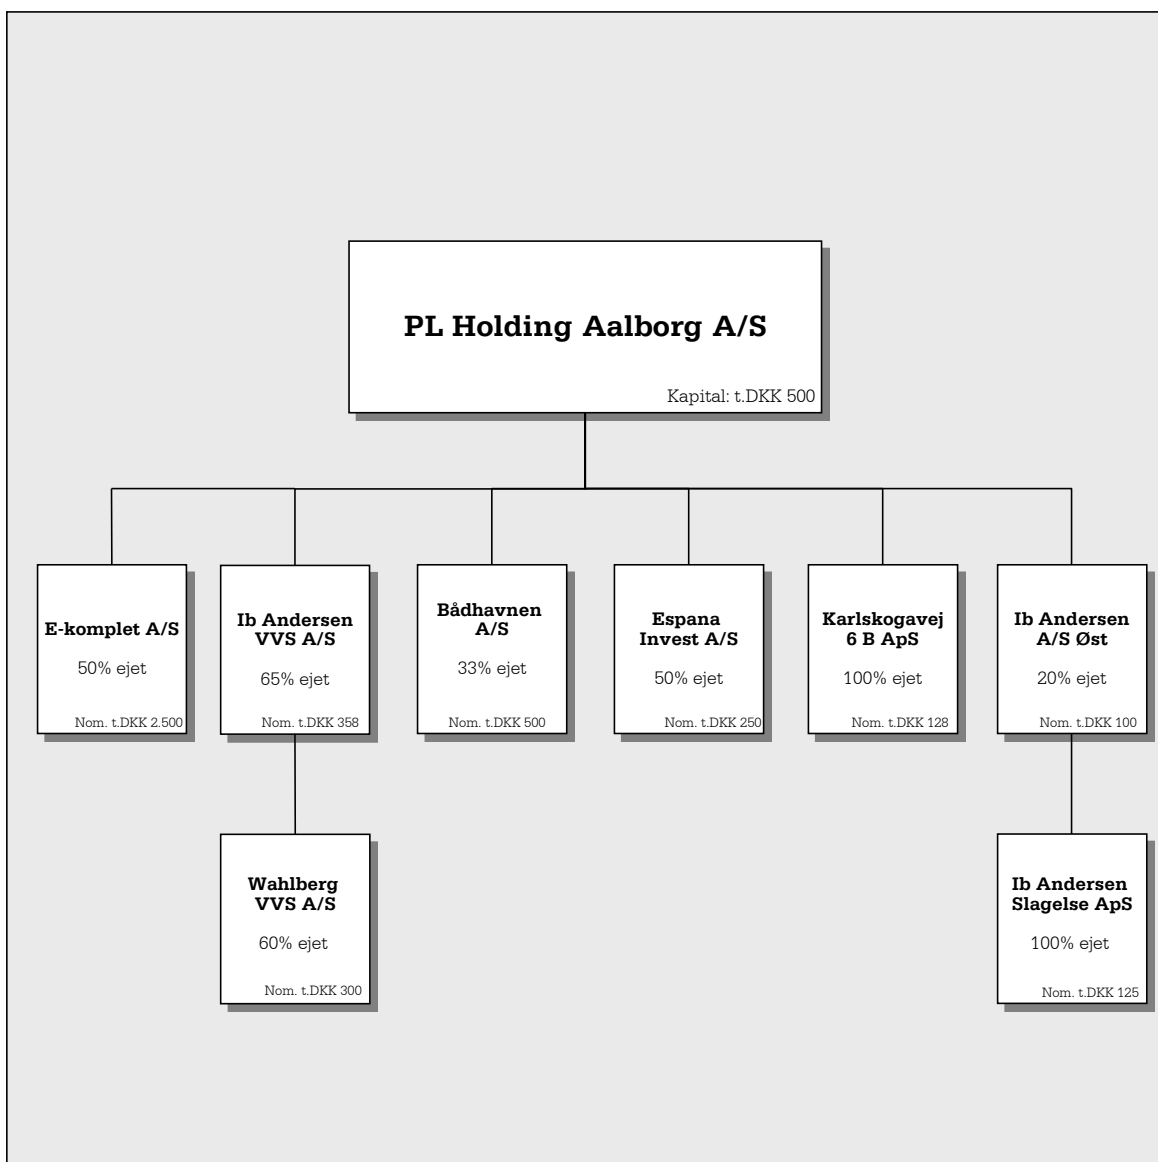 PL Holding Aalborg A/S
Kapital: t.DKK 500
E-komplet A/S
50% ejet
Nom. t.DKK 2.500
Ib Andersen
VVS A/S
65% ejet
Nom. t.DKK 358
Bådhavnen
A/S
33% ejet
Nom. t.DKK 500
Espana
Invest A/S
50% ejet
Nom. t.DKK 250
Karlskogavej
6 B ApS
100% ejet
Nom. t.DKK 128
Ib Andersen
A/S Øst
20% ejet
Nom. t.DKK 100
Wahlberg
VVS A/S
60% ejet
Nom. t.DKK 300
Ib Andersen
Slagelse ApS
100% ejet
Nom. t.DKK 125